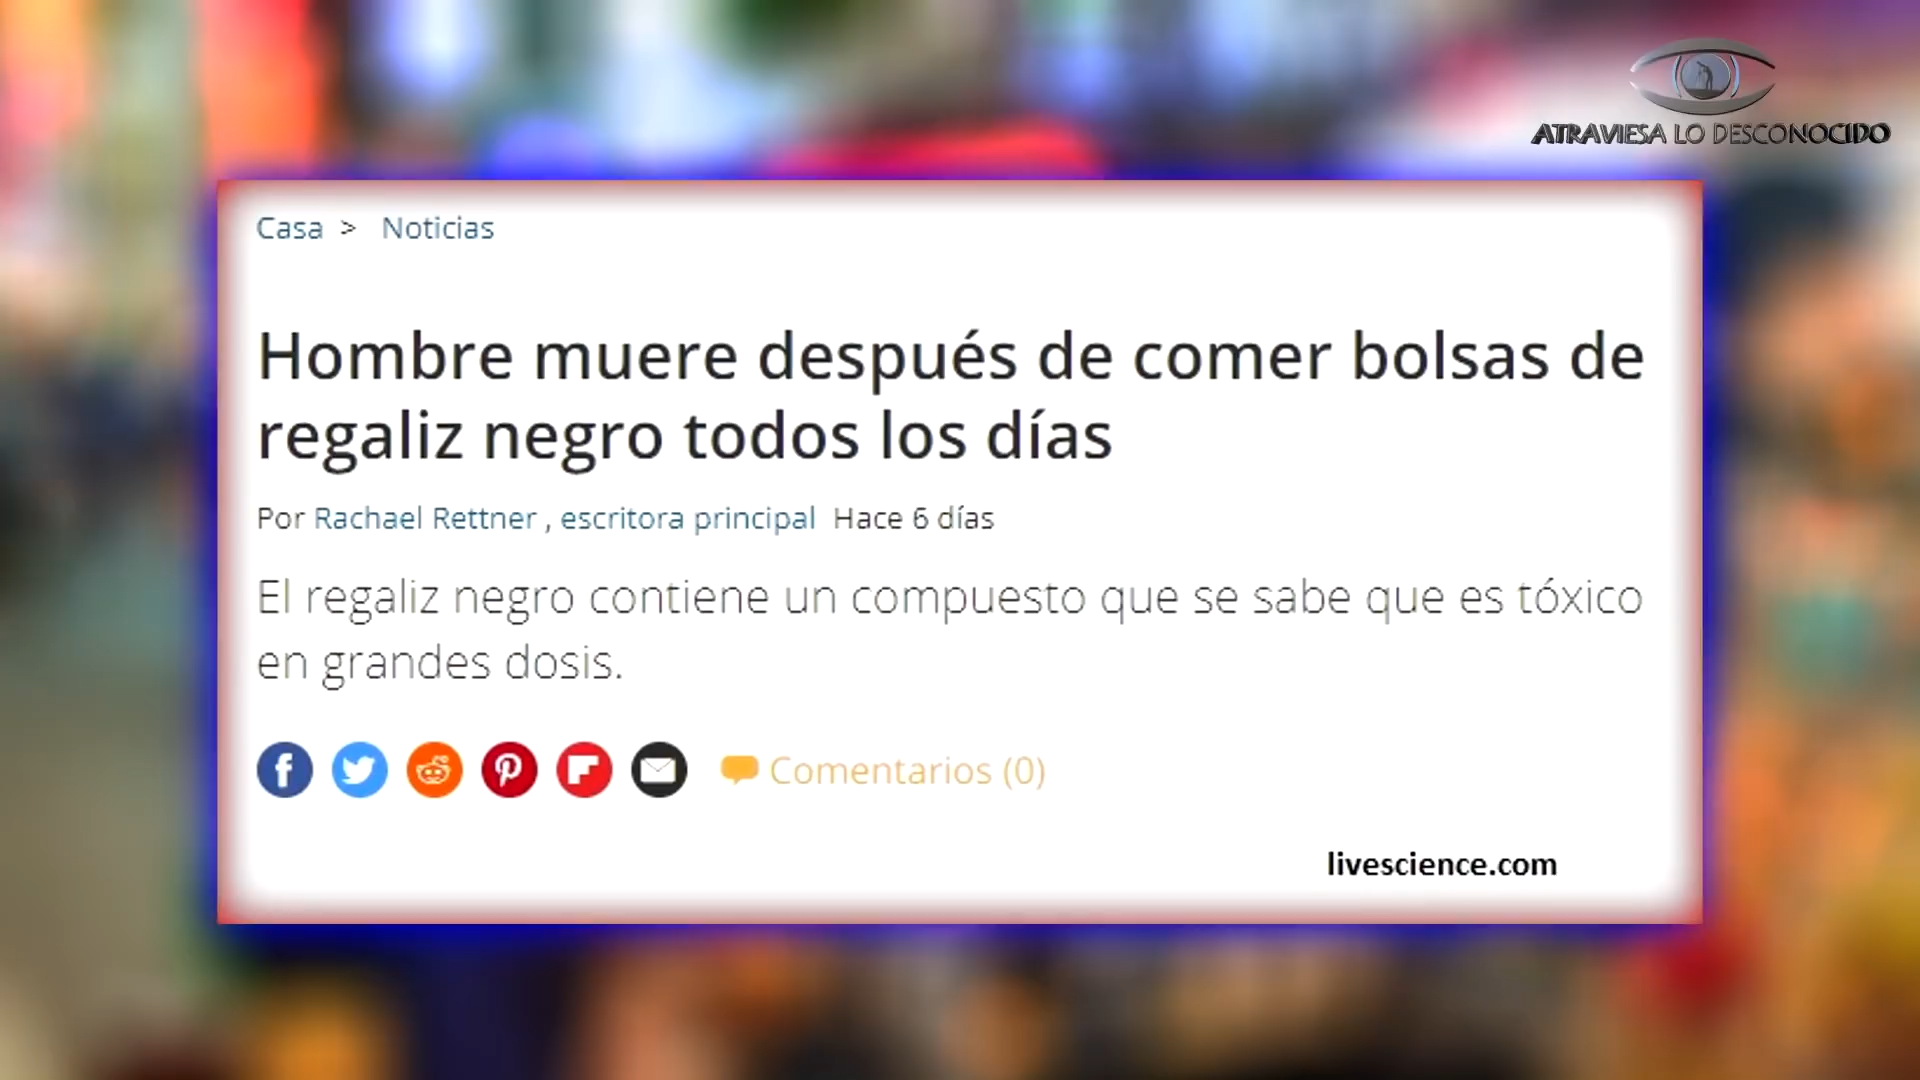 ATRAVIESA LO DESCONOCIDO
Casa > Noticias
Hombre muere después de comer bolsas de
regaliz negro todos los días
Por Rachael Rettner , escritora principal Hace 6 días
El regaliz negro contiene un compuesto que se sabe que es tóxico
en grandes dosis.
Comentarios (0)
livescience.com